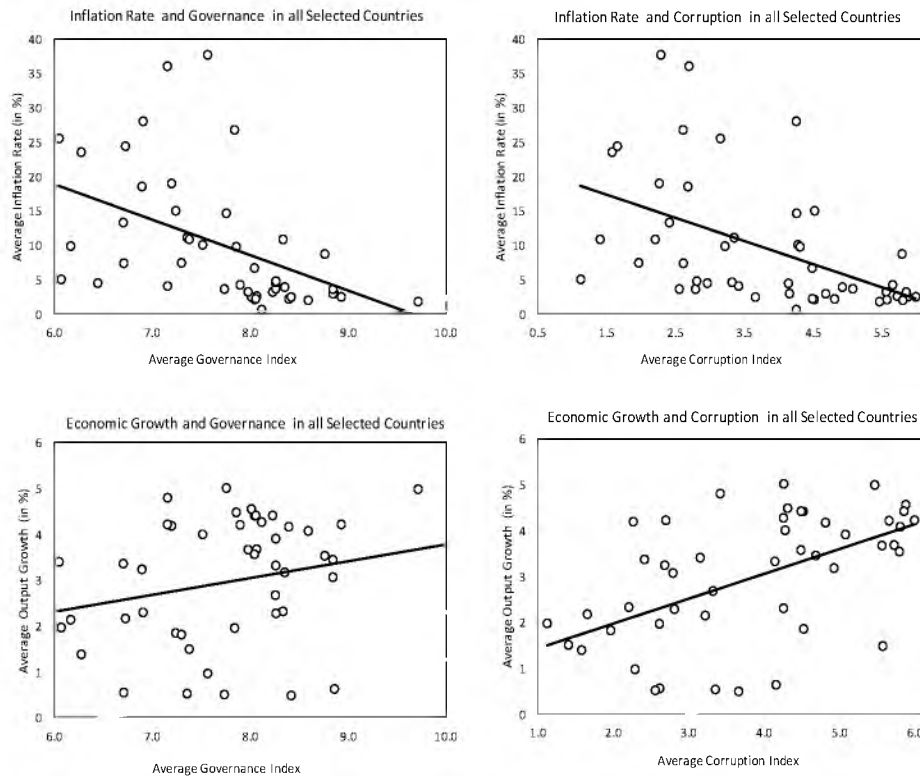 Inflation Rate and Governance in all Selected Countries
40
35
30
25
20
15
10
5
0
Average Inflation Rate (in %)
6.0 7.0 8.0 9.0 10.0
Average Governance Index
Inflation Rate and Corruption in all Selected Countries
40
35
30
25
20
15
10
5
0
Average Inflation Rate (in %)
0.5 1.5 2.5 3.5 4.5 5.5
Average Corruption Index
Economic Growth and Governance in all Selected Countries
6
5
4
3
2
1
0
Average Output Growth (in %)
6.0 7.0 8.0 9.0 10.0
Average Governance Index
Economic Growth and Corruption in all Selected Countries
6
5
4
3
2
1
0
Average Output Growth (in %)
1.0 2.0 3.0 4.0 5.0 6.0
Average Corruption Index